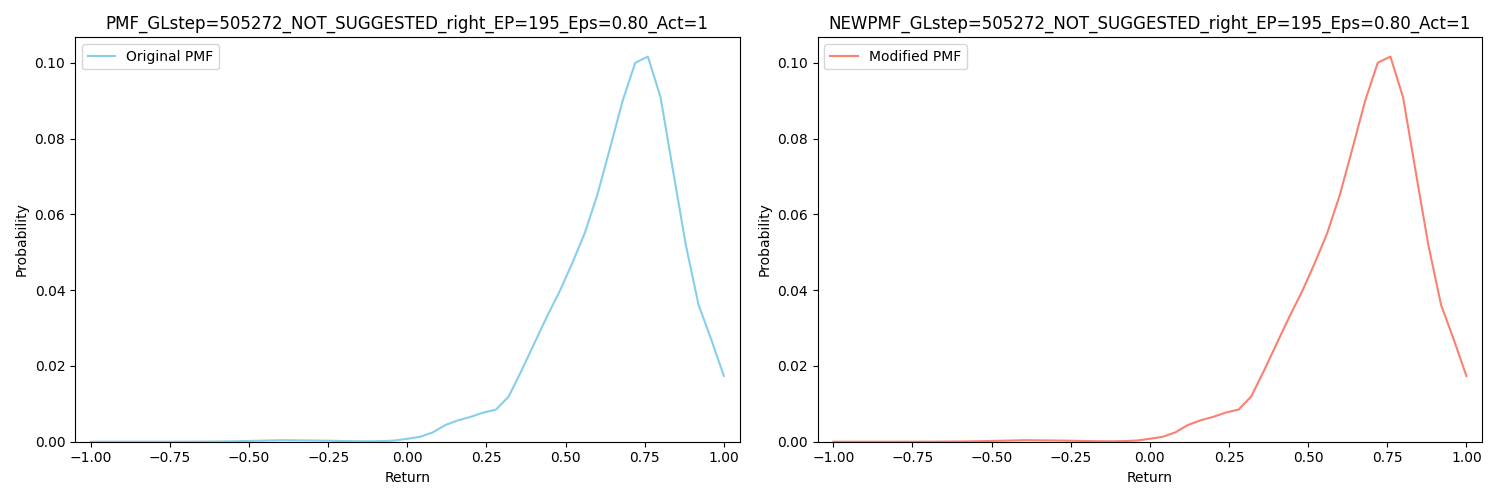 PMF_GLstep=505272_NOT_SUGGESTED_right_EP=195_Eps=0.80_Act=1
Original PMF
Probability
0.10
0.08
0.06
0.04
0.02
0.00
−1.00 −0.75 −0.50 −0.25 0.00 0.25 0.50 0.75 1.00
Return
NEWPMF_GLstep=505272_NOT_SUGGESTED_right_EP=195_Eps=0.80_Act=1
Modified PMF
Probability
0.10
0.08
0.06
0.04
0.02
0.00
−1.00 −0.75 −0.50 −0.25 0.00 0.25 0.50 0.75 1.00
Return